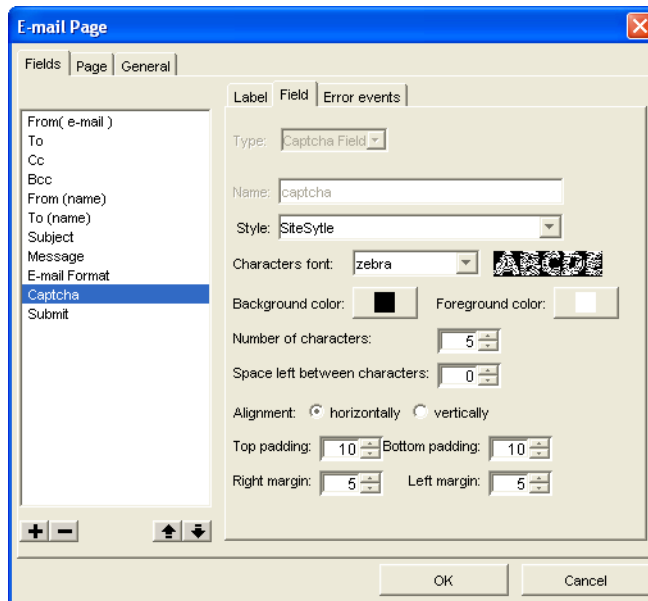 E-mail Page
Fields Page General
Label Field Error events
From( e-mail )
To
Cc
Bcc
From (name)
To (name)
Subject
Message
E-mail Format
Captcha
Submit
Type: Captcha Field
Name: captcha
Style: SiteSytle
Characters font: zebra ABCDE
Background color: Foreground color:
Number of characters: 5
Space left between characters: 0
Alignment: horizontally vertically
Top padding: 10 Bottom padding: 10
Right margin: 5 Left margin: 5
OK Cancel